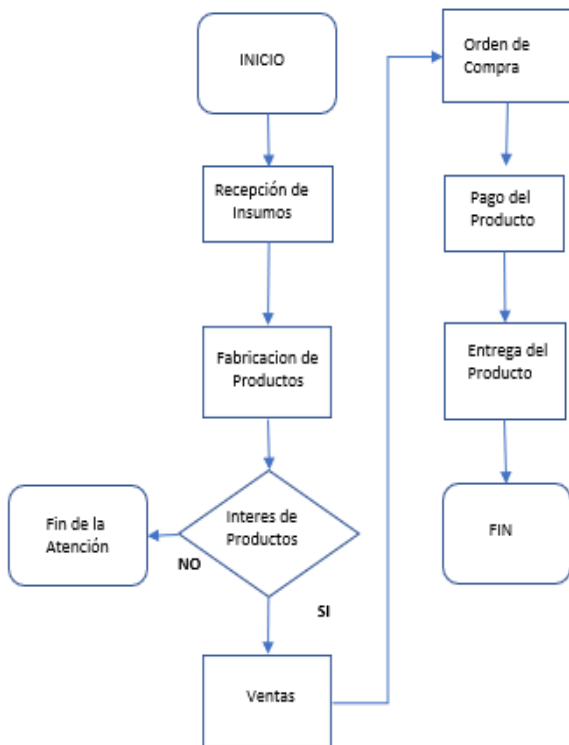 INICIO
Recepción de
Insumos
Fabricacion de
Productos
Interes de
Productos
NO
Fin de la
Atención
SI
Ventas
Orden de
Compra
Pago del
Producto
Entrega del
Producto
FIN